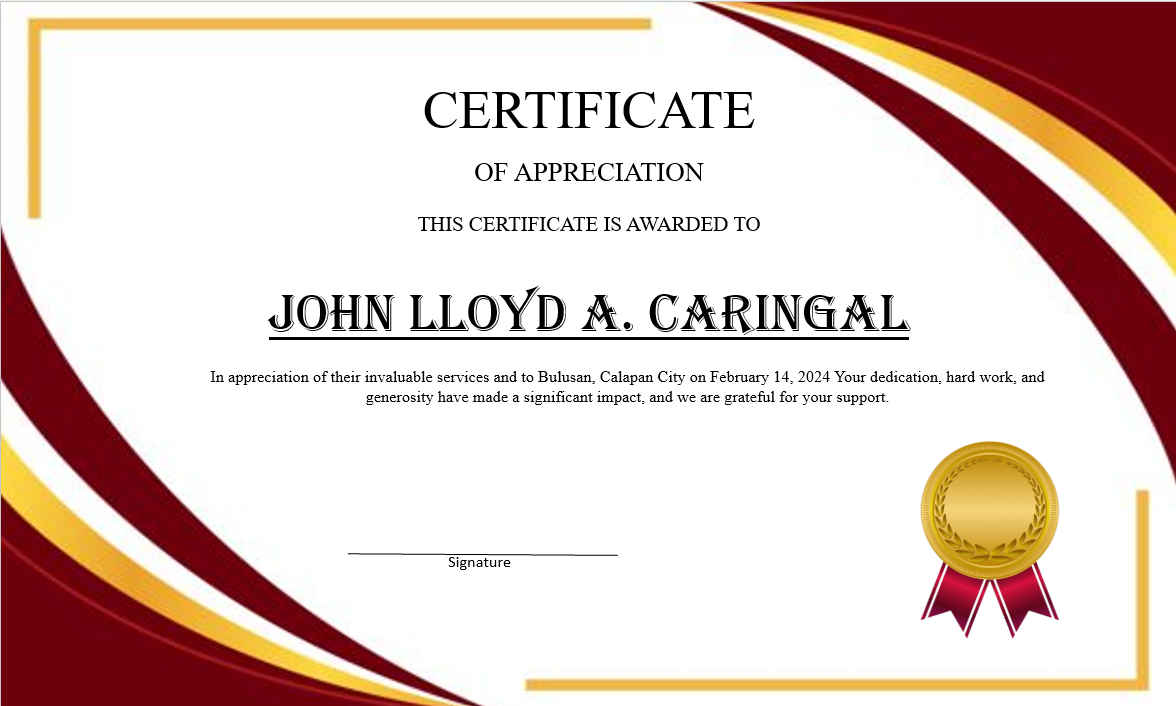 CERTIFICATE
OF APPRECIATION
THIS CERTIFICATE IS AWARDED TO
JOHN LLOYD A. CARINGAL
In appreciation of their invaluable services and to Bulusan, Calapan City on February 14, 2024 Your dedication, hard work, and
generosity have made a significant impact, and we are grateful for your support.
Signature